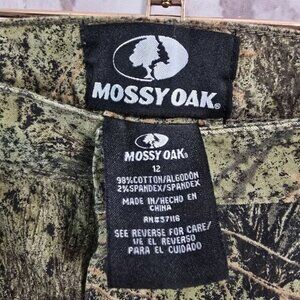 MOSSY OAK®
MOSSY OAK®
12
98%COTTON/ALGODÓN
2%SPANDEX/SPANDEX
MADE IN/HECHO EN
CHINA
RN#37116
SEE REVERSE FOR CARE/
VE EL REVERSO
PARA EL CUIDADO